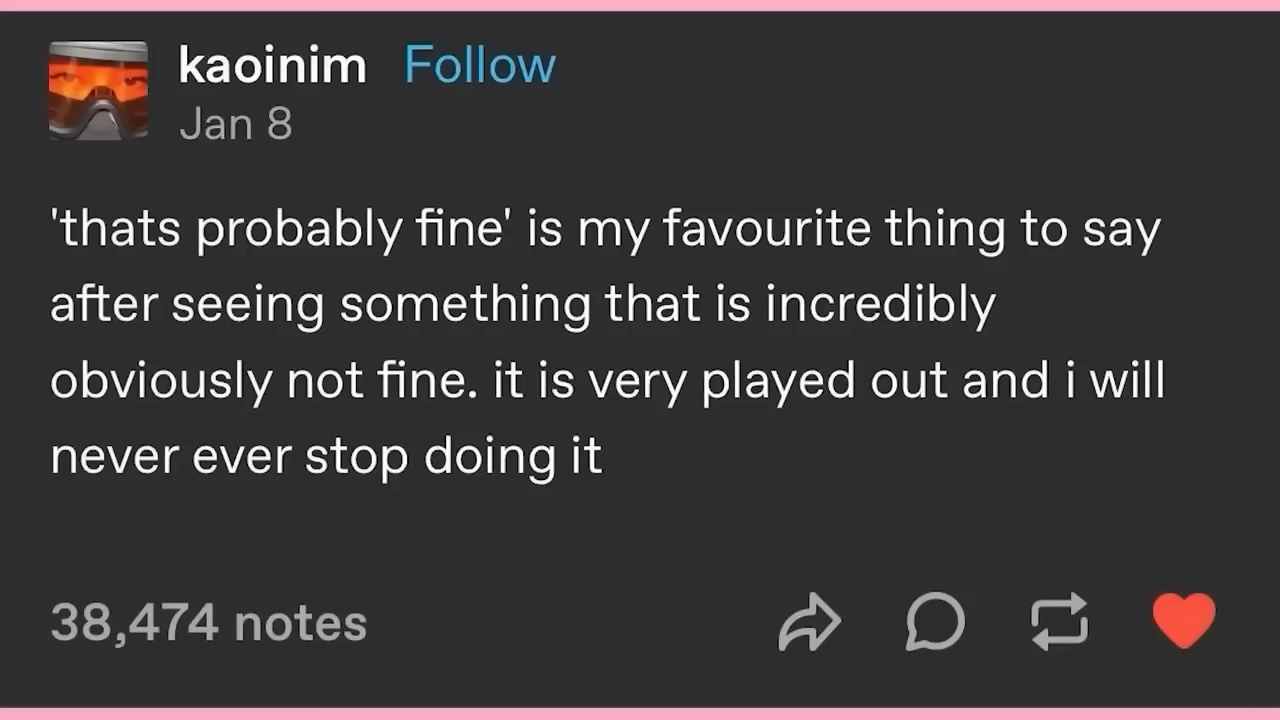 kaoinim Follow
Jan 8
'thats probably fine' is my favourite thing to say
after seeing something that is incredibly
obviously not fine. it is very played out and i will
never ever stop doing it
38,474 notes